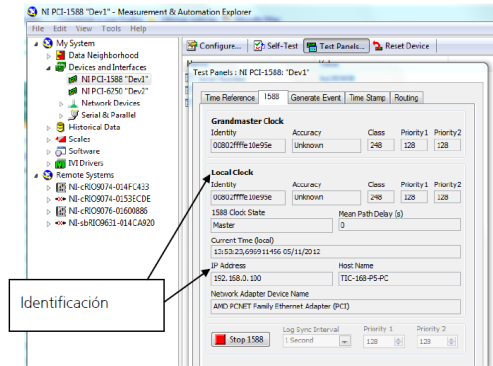 NI PCI-1588 "Dev1" - Measurement & Automation Explorer
File Edit View Tools Help
My System
Data Neighborhood
Devices and Interfaces
NI PCI-1588 "Dev1"
NI PCI-6250 "Dev2"
Network Devices
Serial & Parallel
Historical Data
Scales
Software
IVI Drivers
Remote Systems
NI-cRIO9074-014FC433
NI-cRIO9074-0153ECDE
NI-cRIO9076-01600886
NI-sbRIO9631-014CA920
Configure... Self-Test Test Panels... Reset Device
Test Panels : NI PCI-1588: "Dev1"
Time Reference 1588 Generate Event Time Stamp Routing
Grandmaster Clock
Identity Accuracy Class Priority1 Priority2
00802ffffe10e95e Unknown 248 128 128
Local Clock
Identity Accuracy Class Priority1 Priority2
00802ffffe10e95e Unknown 248 128 128
1588 Clock State Mean Path Delay (s)
Master 0
Current Time (local)
13:53:23,696911456 05/11/2012
IP Address Host Name
192.168.0.100 TIC-168-P5-PC
Network Adapter Device Name
AMD PCNET Family Ethernet Adapter (PCI)
Stop 1588
Log Sync Interval Priority 1 Priority 2
1 Second 128 128
Identificación